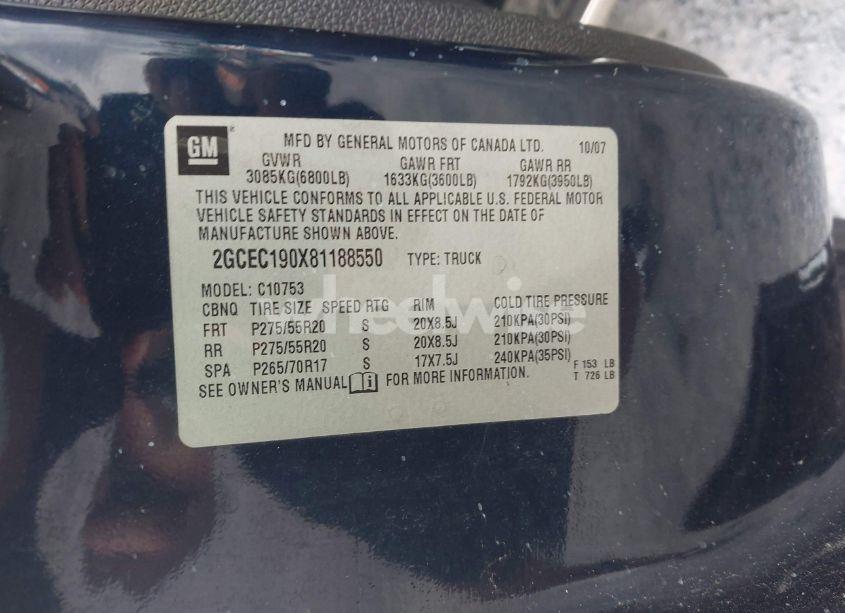 GM
MFD BY GENERAL MOTORS OF CANADA LTD. 10/07
GVWR GAWR FRT GAWR RR
3085KG(6800LB) 1633KG(3600LB) 1792KG(3950LB)
THIS VEHICLE CONFORMS TO ALL APPLICABLE U.S. FEDERAL MOTOR
VEHICLE SAFETY STANDARDS IN EFFECT ON THE DATE OF
MANUFACTURE SHOWN ABOVE.
2GCEC190X81188550 TYPE: TRUCK
MODEL: C10753
CBNQ TIRE SIZE SPEED RTG RIM COLD TIRE PRESSURE
FRT P275/55R20 S 20X8.5J 210KPA(30PSI)
RR P275/55R20 S 20X8.5J 210KPA(30PSI)
SPA P265/70R17 S 17X7.5J 240KPA(35PSI)
F 153 LB
T 726 LB
SEE OWNER'S MANUAL FOR MORE INFORMATION.
wheelwire